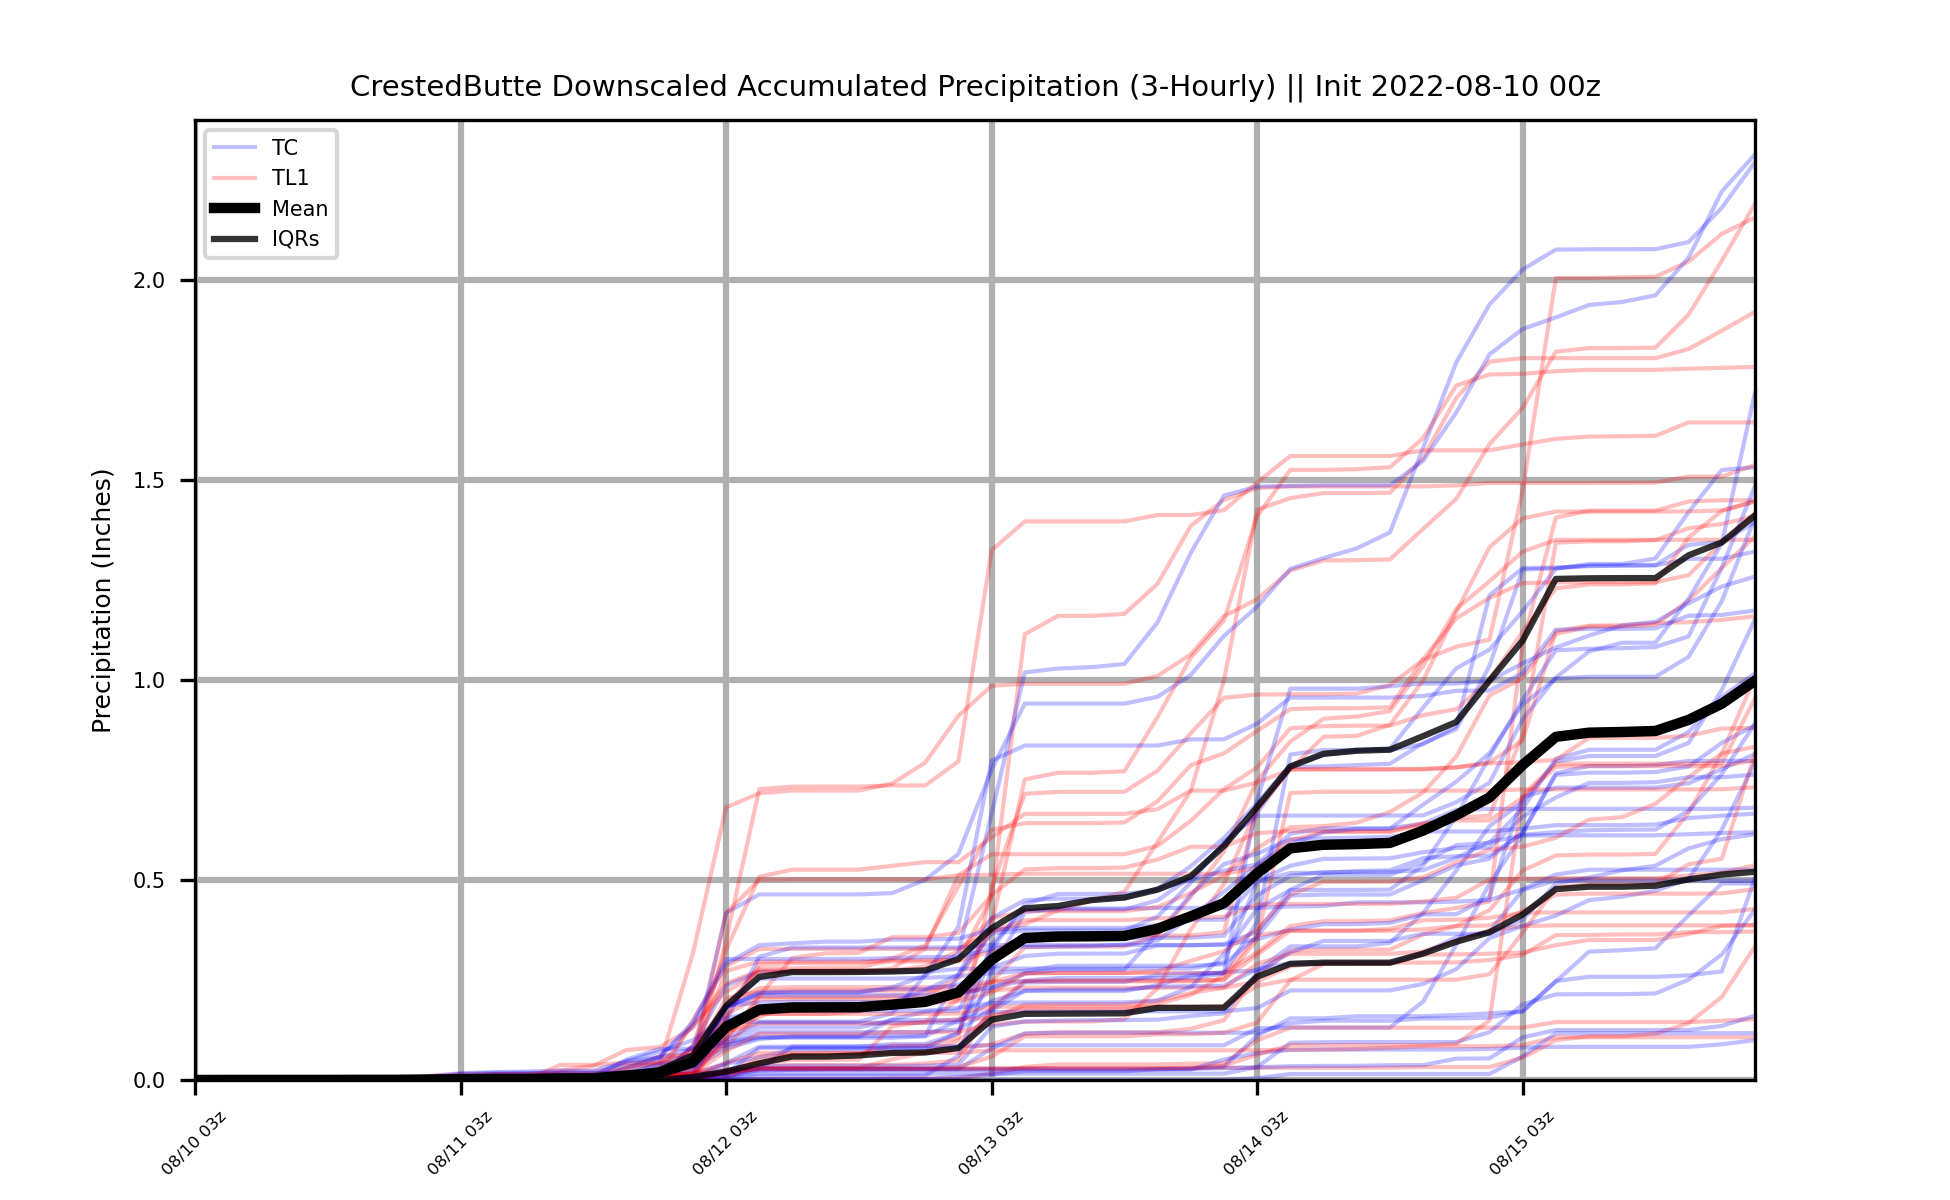 CrestedButte Downscaled Accumulated Precipitation (3-Hourly) || Init 2022-08-10 00z
TC
TL1
Mean
IQRs
Precipitation (Inches)
2.0
1.5
1.0
0.5
0.0
08/10 03z
08/11 03z
08/12 03z
08/13 03z
08/14 03z
08/15 03z